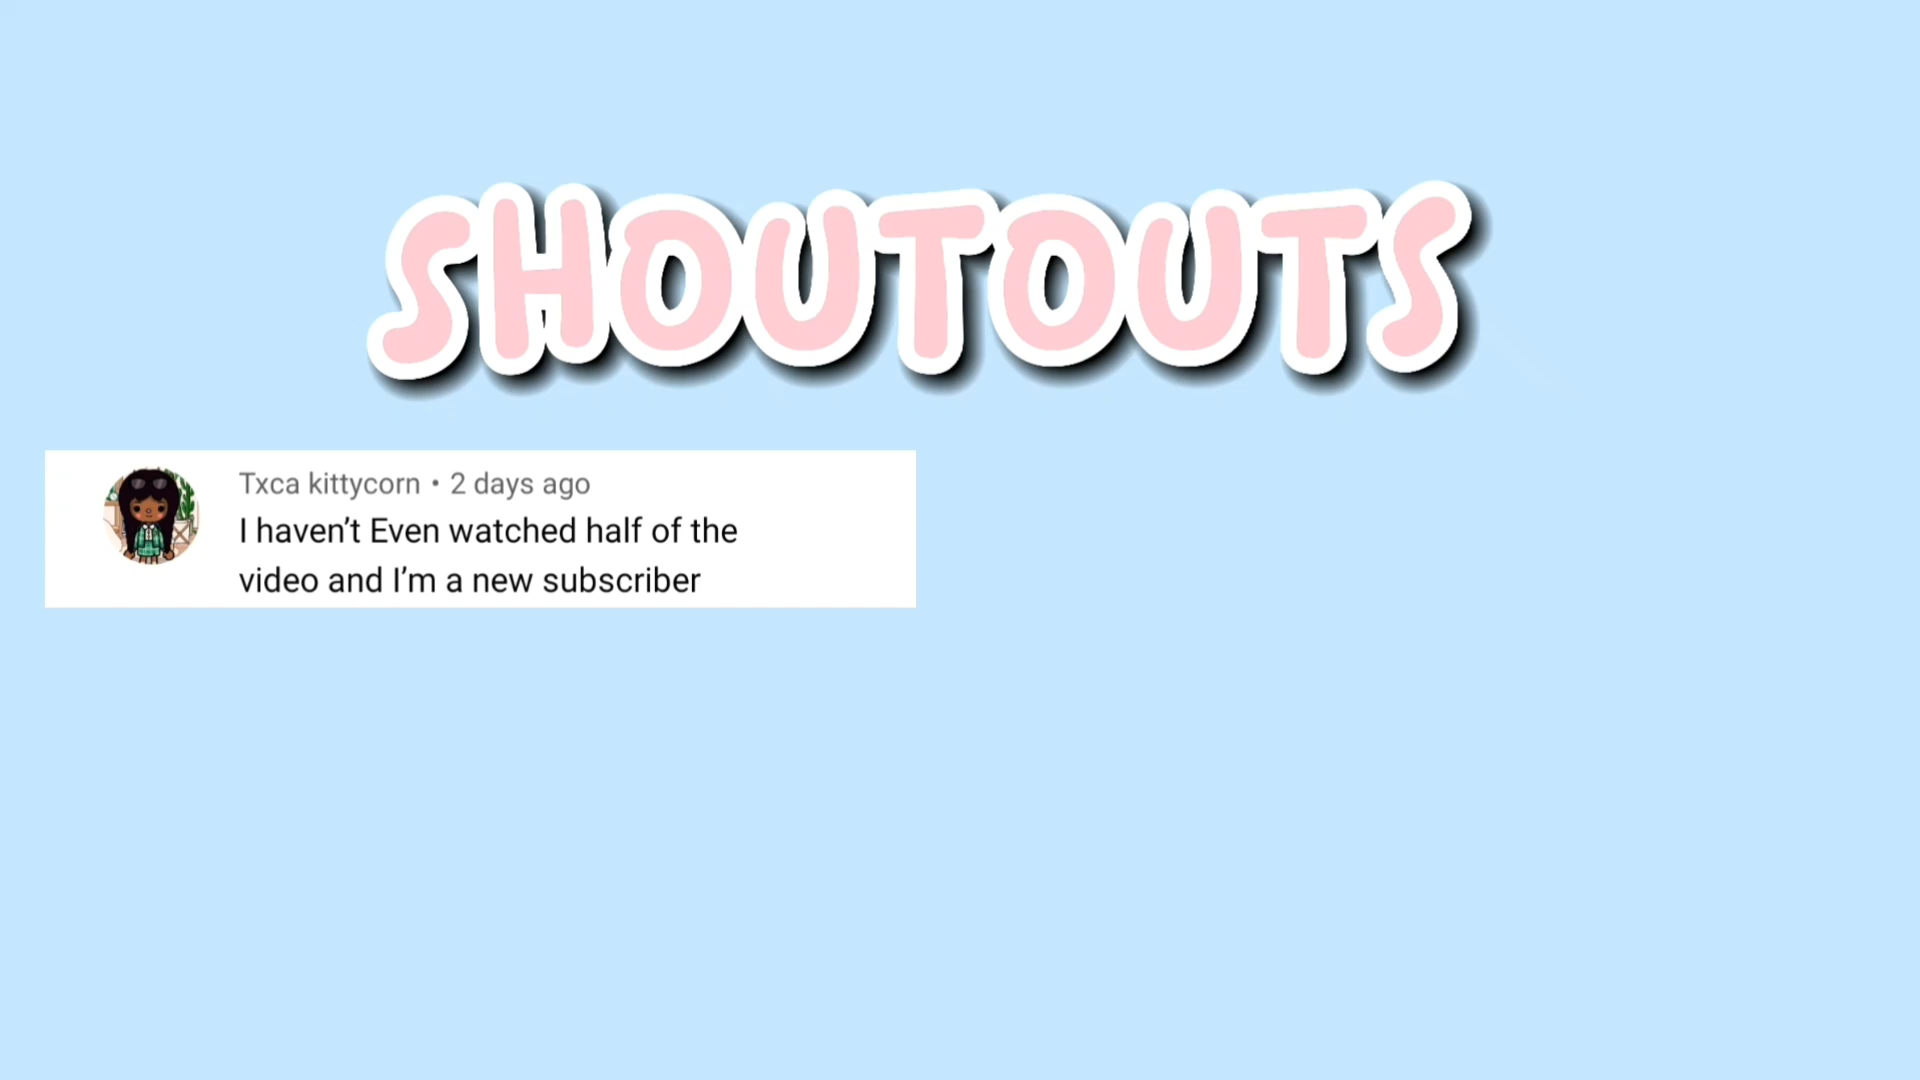 SHOUTOUTS
Txca kittycorn • 2 days ago
I haven’t Even watched half of the
video and I’m a new subscriber